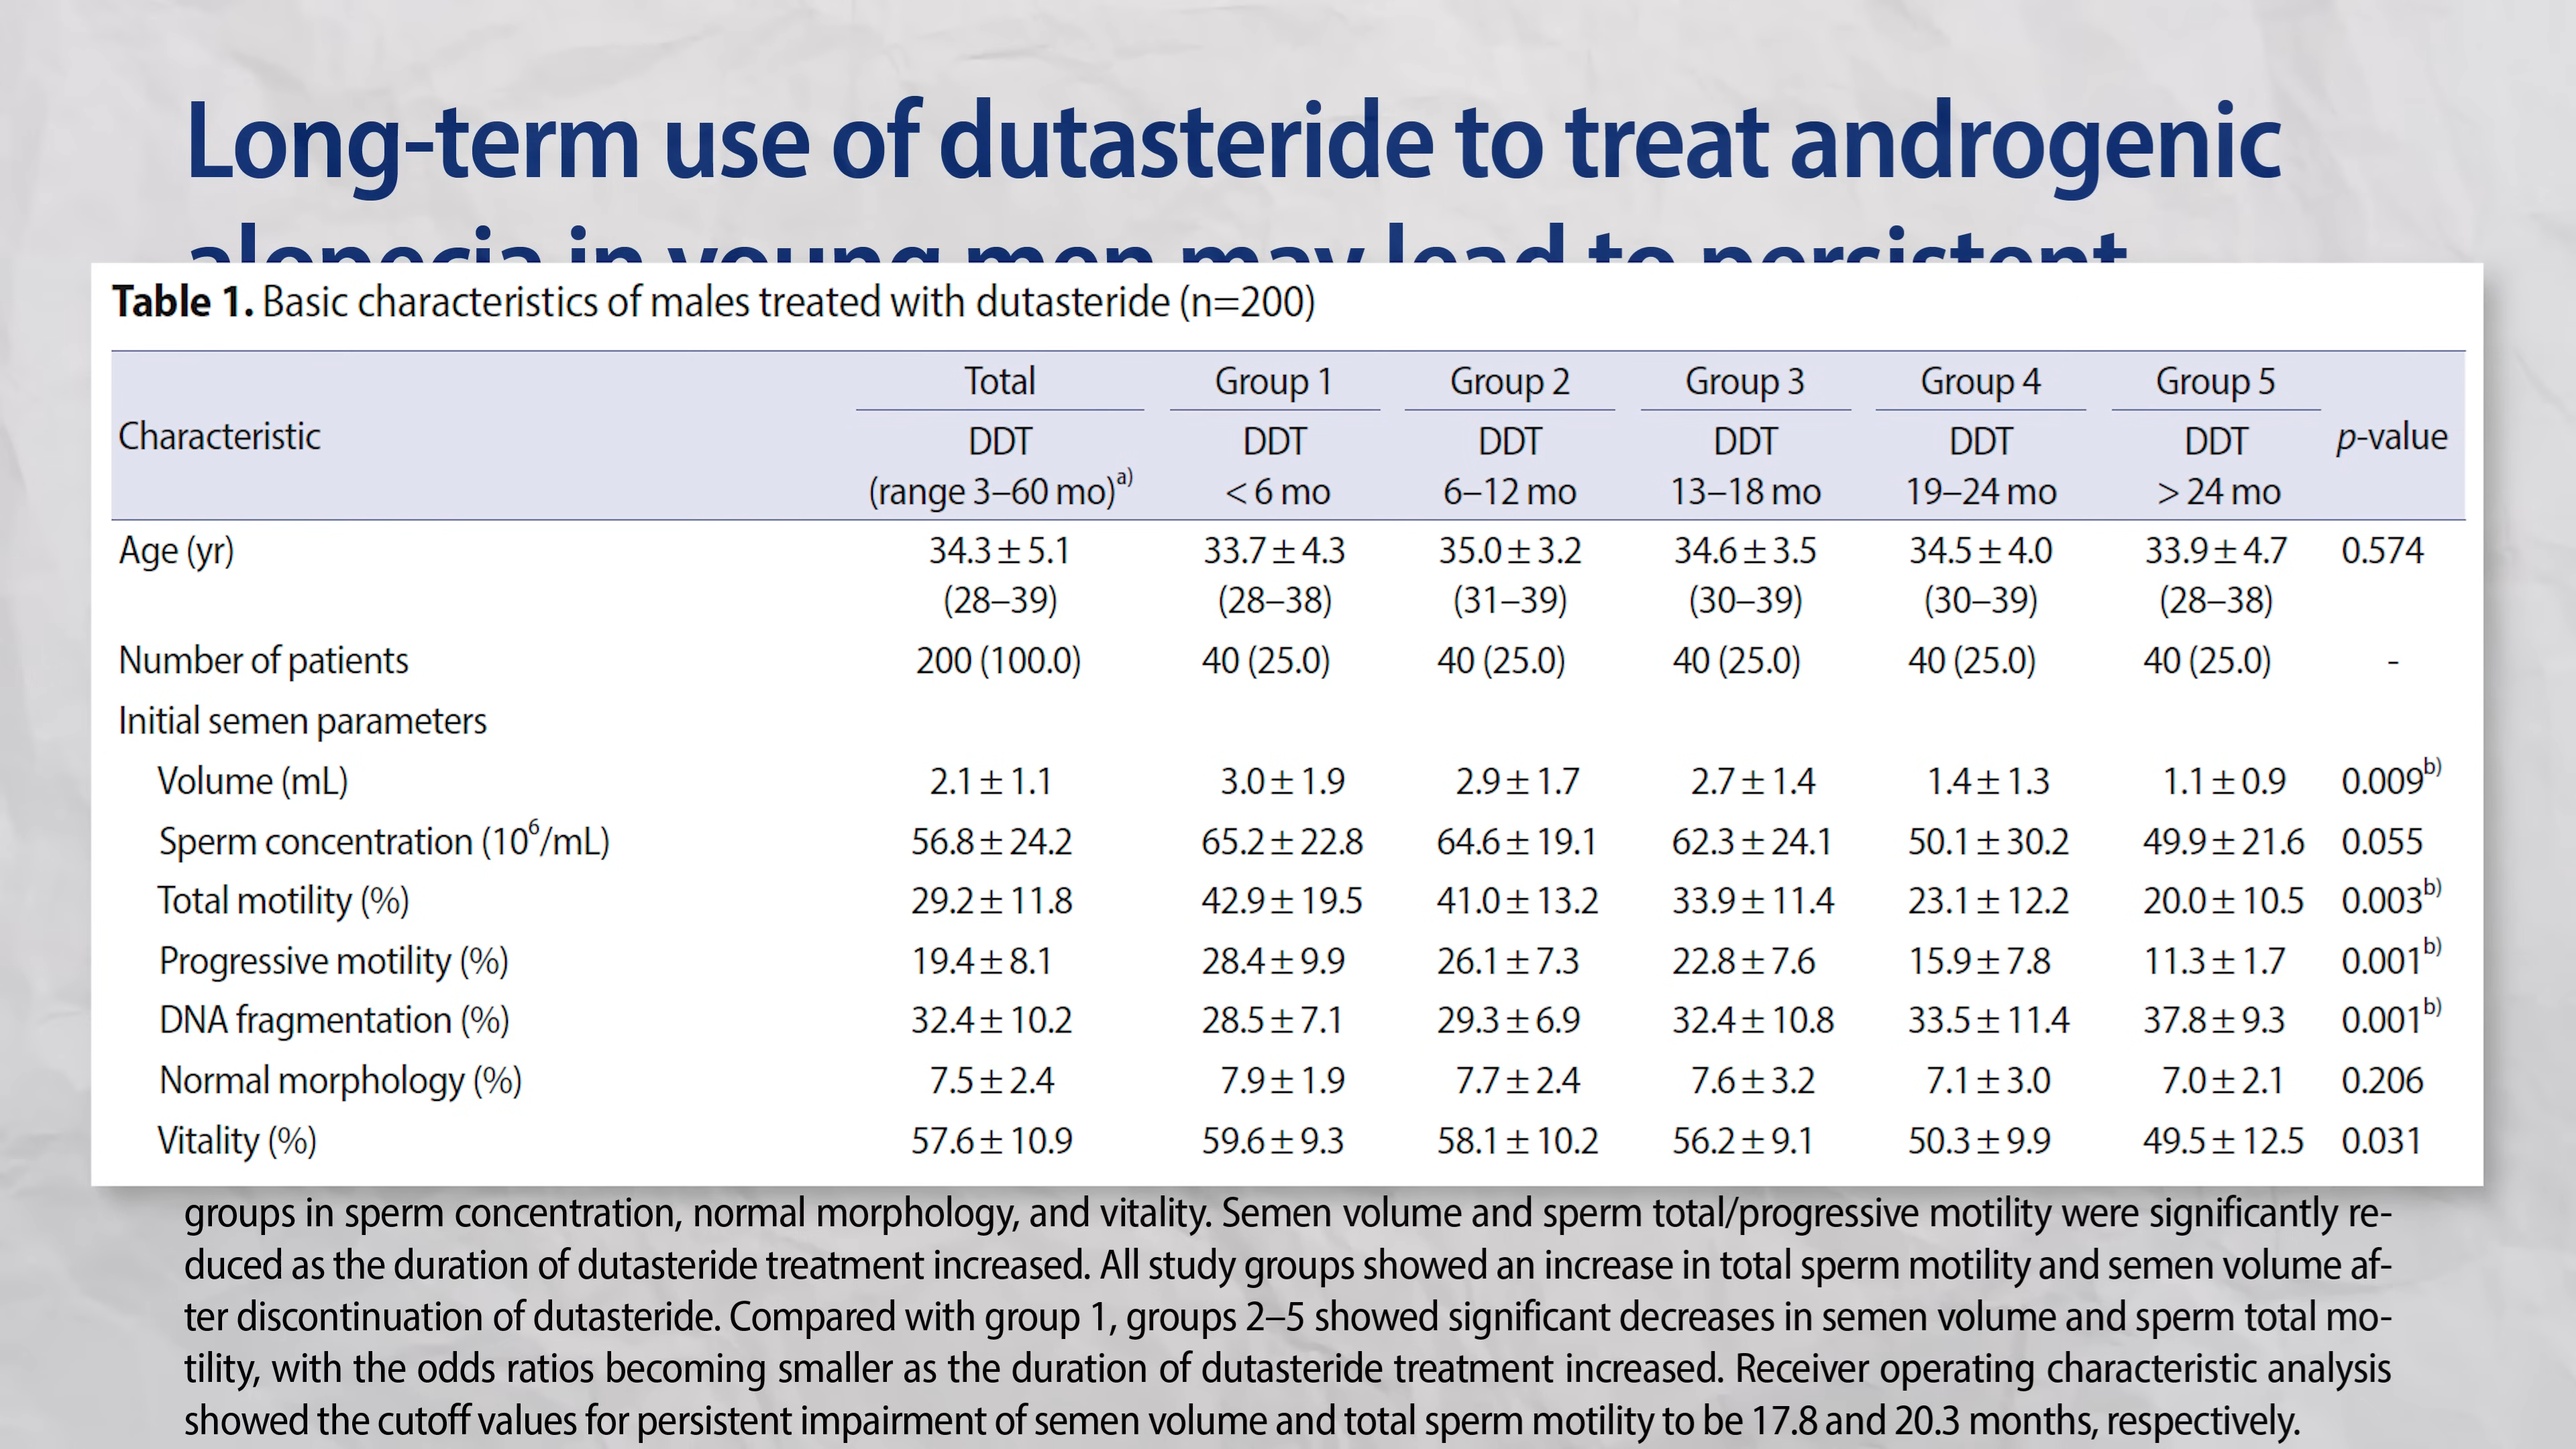 Long-term use of dutasteride to treat androgenic
alopecia in young men may lead to persistent
Table 1. Basic characteristics of males treated with dutasteride (n=200)
Characteristic Total Group 1 Group 2 Group 3 Group 4 Group 5 p-value
DDT DDT DDT DDT DDT DDT
(range 3–60 mo)a) < 6 mo 6–12 mo 13–18 mo 19–24 mo > 24 mo
Age (yr) 34.3 ± 5.1 33.7 ± 4.3 35.0 ± 3.2 34.6 ± 3.5 34.5 ± 4.0 33.9 ± 4.7 0.574
(28–39) (28–38) (31–39) (30–39) (30–39) (28–38)
Number of patients 200 (100.0) 40 (25.0) 40 (25.0) 40 (25.0) 40 (25.0) 40 (25.0) -
Initial semen parameters
Volume (mL) 2.1 ± 1.1 3.0 ± 1.9 2.9 ± 1.7 2.7 ± 1.4 1.4 ± 1.3 1.1 ± 0.9 0.009b)
Sperm concentration (10⁶/mL) 56.8 ± 24.2 65.2 ± 22.8 64.6 ± 19.1 62.3 ± 24.1 50.1 ± 30.2 49.9 ± 21.6 0.055
Total motility (%) 29.2 ± 11.8 42.9 ± 19.5 41.0 ± 13.2 33.9 ± 11.4 23.1 ± 12.2 20.0 ± 10.5 0.003b)
Progressive motility (%) 19.4 ± 8.1 28.4 ± 9.9 26.1 ± 7.3 22.8 ± 7.6 15.9 ± 7.8 11.3 ± 1.7 0.001b)
DNA fragmentation (%) 32.4 ± 10.2 28.5 ± 7.1 29.3 ± 6.9 32.4 ± 10.8 33.5 ± 11.4 37.8 ± 9.3 0.001b)
Normal morphology (%) 7.5 ± 2.4 7.9 ± 1.9 7.7 ± 2.4 7.6 ± 3.2 7.1 ± 3.0 7.0 ± 2.1 0.206
Vitality (%) 57.6 ± 10.9 59.6 ± 9.3 58.1 ± 10.2 56.2 ± 9.1 50.3 ± 9.9 49.5 ± 12.5 0.031
groups in sperm concentration, normal morphology, and vitality. Semen volume and sperm total/progressive motility were significantly re-
duced as the duration of dutasteride treatment increased. All study groups showed an increase in total sperm motility and semen volume af-
ter discontinuation of dutasteride. Compared with group 1, groups 2–5 showed significant decreases in semen volume and sperm total mo-
tility, with the odds ratios becoming smaller as the duration of dutasteride treatment increased. Receiver operating characteristic analysis
showed the cutoff values for persistent impairment of semen volume and total sperm motility to be 17.8 and 20.3 months, respectively.